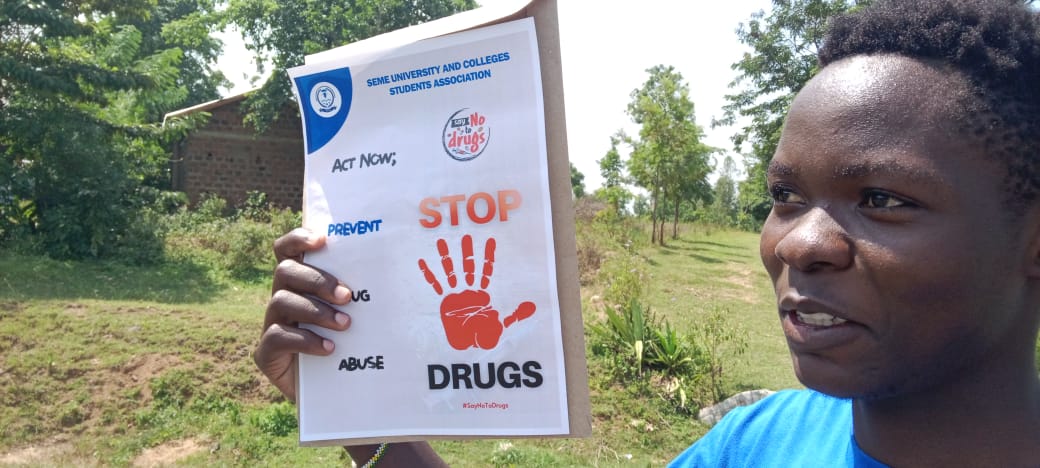 SEME UNIVERSITY AND COLLEGES
STUDENTS ASSOCIATION
say No
to
drugs
ACT NOW;
STOP
PREVENT
UG
ABUSE
DRUGS
#SayNoToDrugs